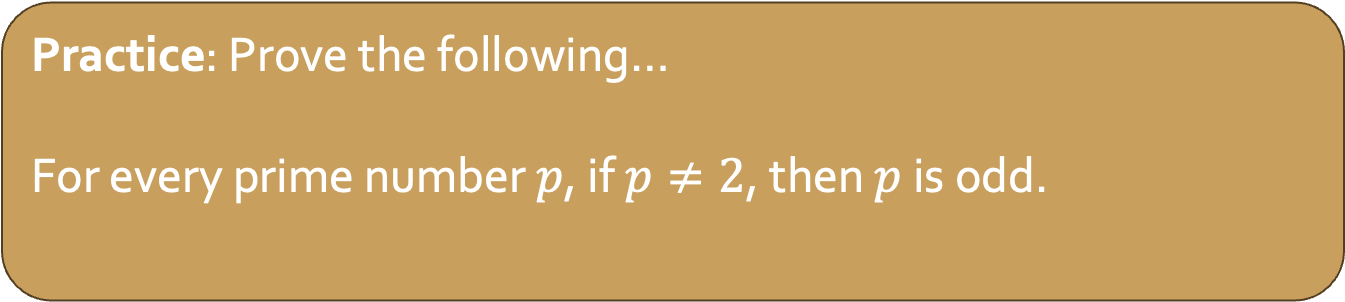 Practice: Prove the following…
For every prime number p, if p ≠ 2, then p is odd.